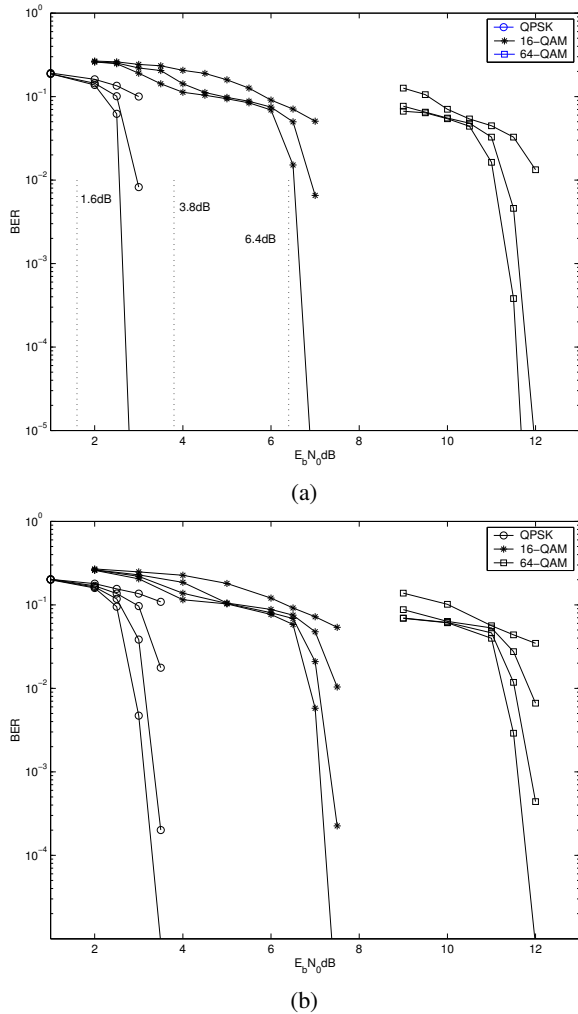 10^0
10^-1
10^-2
10^-3
10^-4
10^-5
BER
QPSK
16-QAM
64-QAM
1.6dB
3.8dB
6.4dB
2 4 6 8 10 12
E_bN_0dB
(a)
10^0
10^-1
10^-2
10^-3
10^-4
BER
QPSK
16-QAM
64-QAM
2 4 6 8 10 12
E_bN_0dB
(b)